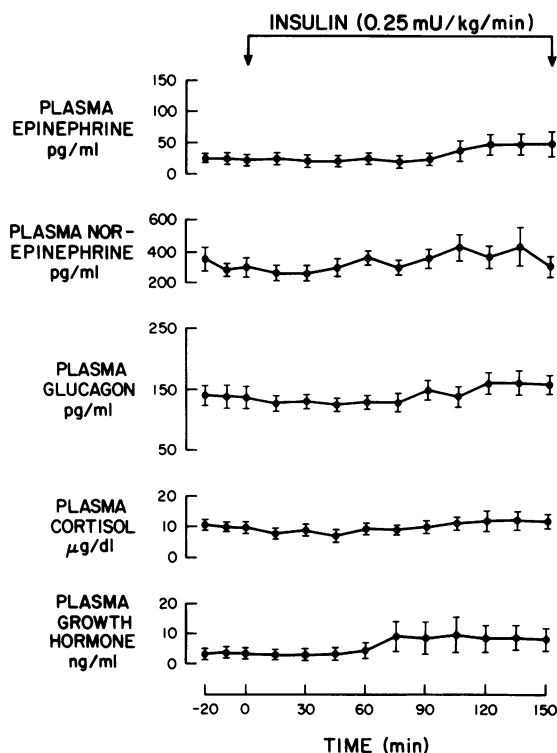 INSULIN (0.25 mU/kg/min)
PLASMA
EPINEPHRINE
pg/ml
150
100
50
0
PLASMA NOR-
EPINEPHRINE
pg/ml
600
400
200
PLASMA
GLUCAGON
pg/ml
250
150
50
PLASMA
CORTISOL
μg/dl
20
10
0
PLASMA
GROWTH
HORMONE
ng/ml
20
10
0
-20 0 30 60 90 120 150
TIME (min)